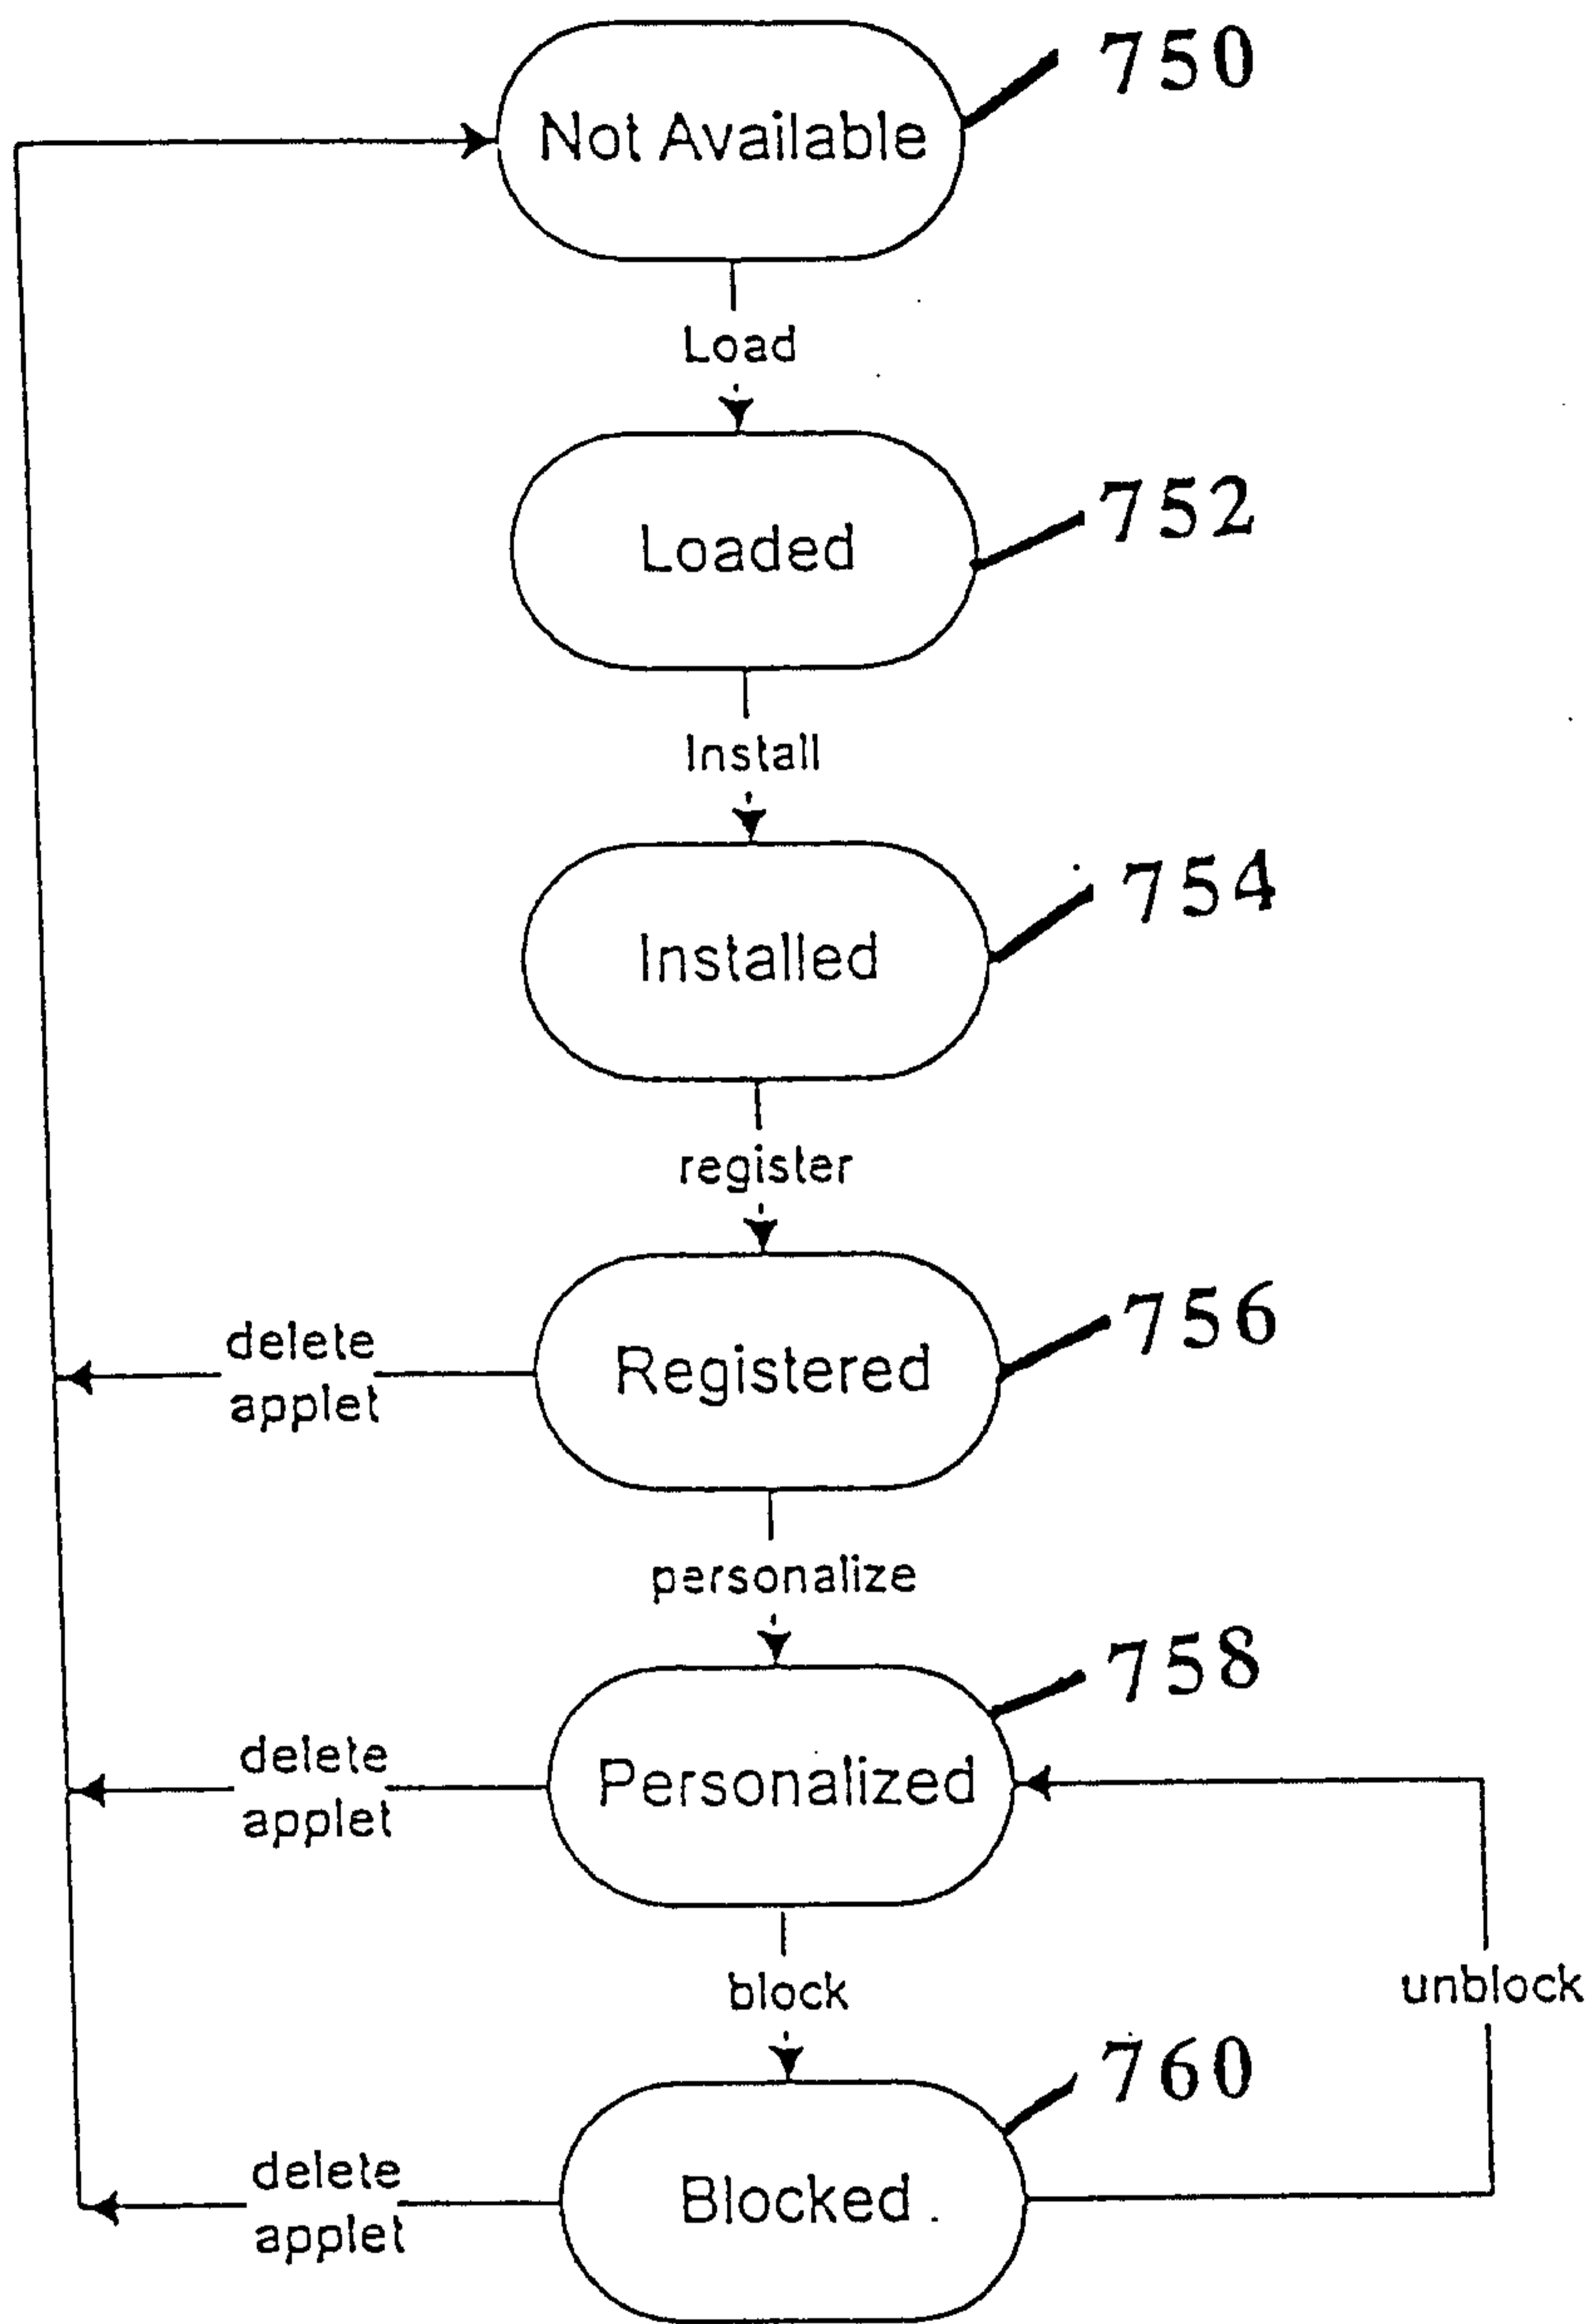 750
Not Available
Load
752
Loaded
Install
754
Installed
register
756
delete
applet
Registered
personalize
758
delete
applet
Personalized
block
unblock
760
delete
applet
Blocked